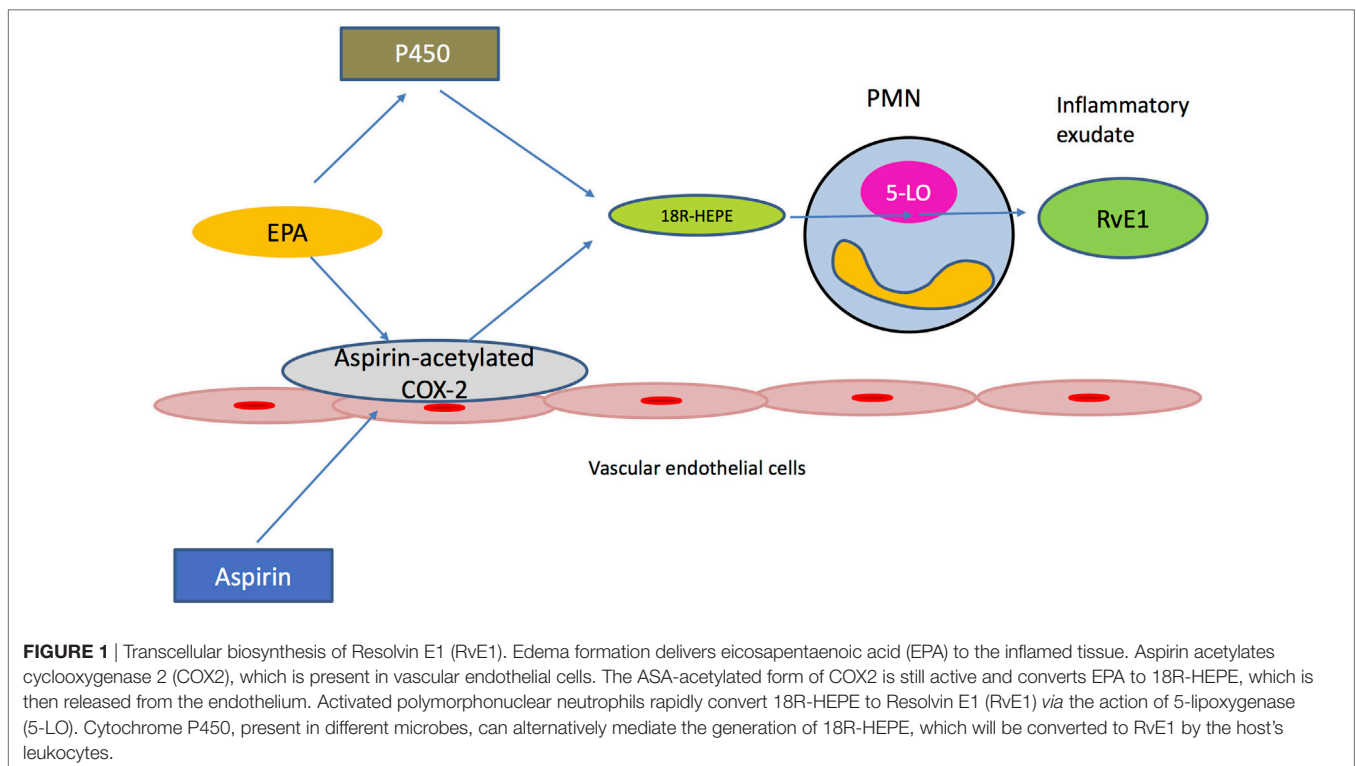 P450
PMN
Inflammatory
exudate
5-LO
18R-HEPE
RvE1
EPA
Aspirin-acetylated
COX-2
Vascular endothelial cells
Aspirin
FIGURE 1 | Transcellular biosynthesis of Resolvin E1 (RvE1). Edema formation delivers eicosapentaenoic acid (EPA) to the inflamed tissue. Aspirin acetylates
cyclooxygenase 2 (COX2), which is present in vascular endothelial cells. The ASA-acetylated form of COX2 is still active and converts EPA to 18R-HEPE, which is
then released from the endothelium. Activated polymorphonuclear neutrophils rapidly convert 18R-HEPE to Resolvin E1 (RvE1) via the action of 5-lipoxygenase
(5-LO). Cytochrome P450, present in different microbes, can alternatively mediate the generation of 18R-HEPE, which will be converted to RvE1 by the host's
leukocytes.